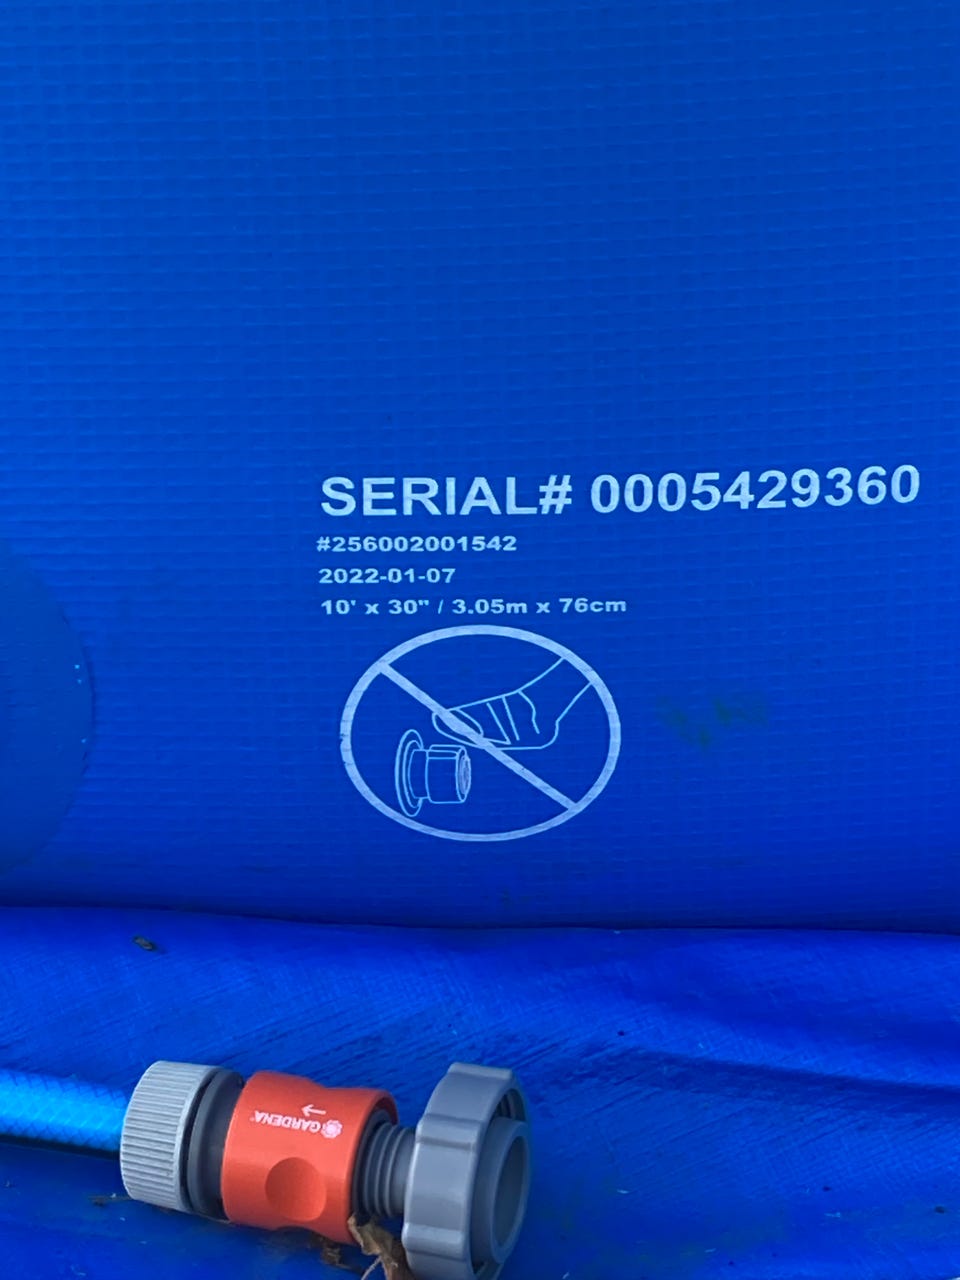 SERIAL# 0005429360
#256002001542
2022-01-07
10' x 30" / 3.05m x 76cm
GARDENA